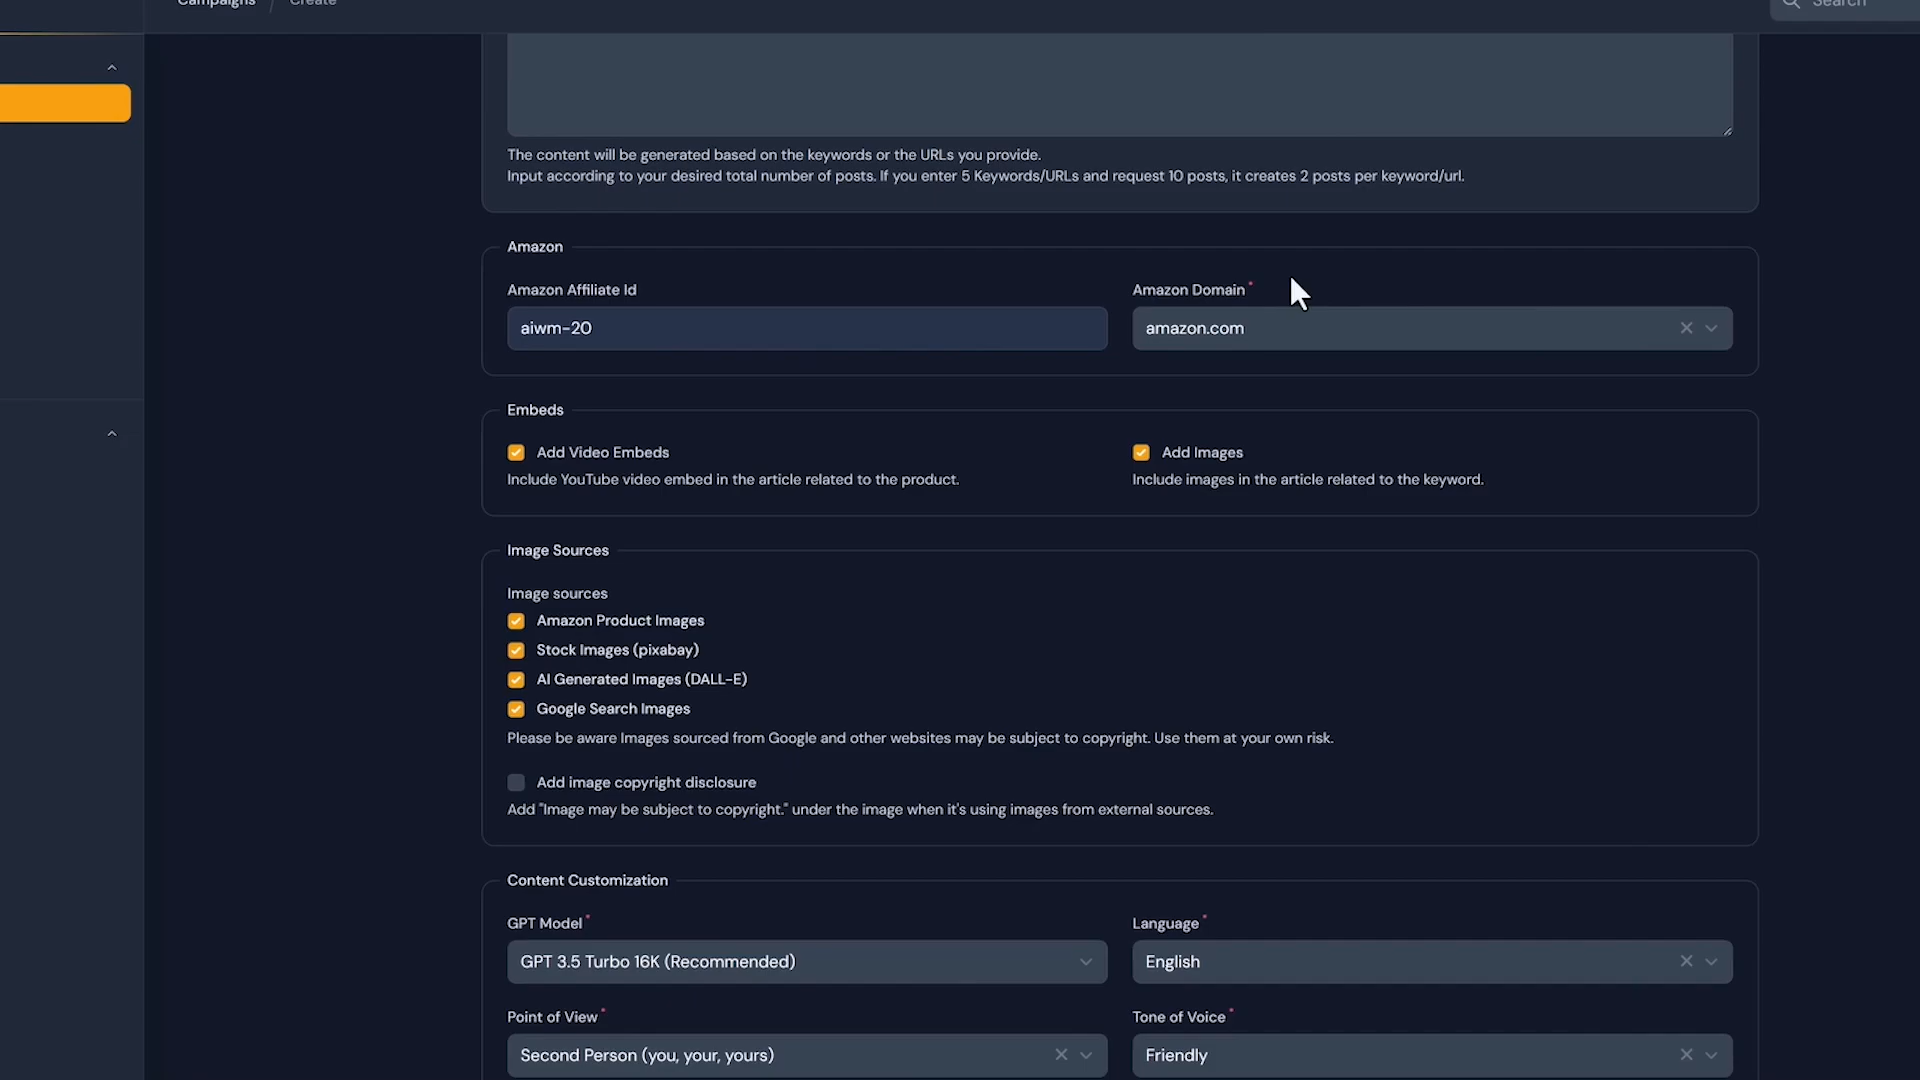 Campaigns / Create
Search
The content will be generated based on the keywords or the URLs you provide.
Input according to your desired total number of posts. If you enter 5 Keywords/URLs and request 10 posts, it creates 2 posts per keyword/url.
Amazon
Amazon Affiliate Id
Amazon Domain*
aiwm-20
amazon.com
Embeds
Add Video Embeds
Add Images
Include YouTube video embed in the article related to the product.
Include images in the article related to the keyword.
Image Sources
Image sources
Amazon Product Images
Stock Images (pixabay)
AI Generated Images (DALL-E)
Google Search Images
Please be aware Images sourced from Google and other websites may be subject to copyright. Use them at your own risk.
Add image copyright disclosure
Add "Image may be subject to copyright." under the image when it's using images from external sources.
Content Customization
GPT Model*
Language*
GPT 3.5 Turbo 16K (Recommended)
English
Point of View*
Tone of Voice*
Second Person (you, your, yours)
Friendly